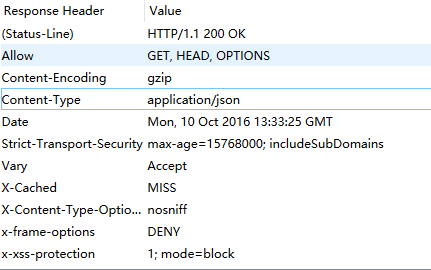 Response Header Value
(Status-Line) HTTP/1.1 200 OK
Allow GET, HEAD, OPTIONS
Content-Encoding gzip
Content-Type application/json
Date Mon, 10 Oct 2016 13:33:25 GMT
Strict-Transport-Security max-age=15768000; includeSubDomains
Vary Accept
X-Cached MISS
X-Content-Type-Optio... nosniff
x-frame-options DENY
x-xss-protection 1; mode=block